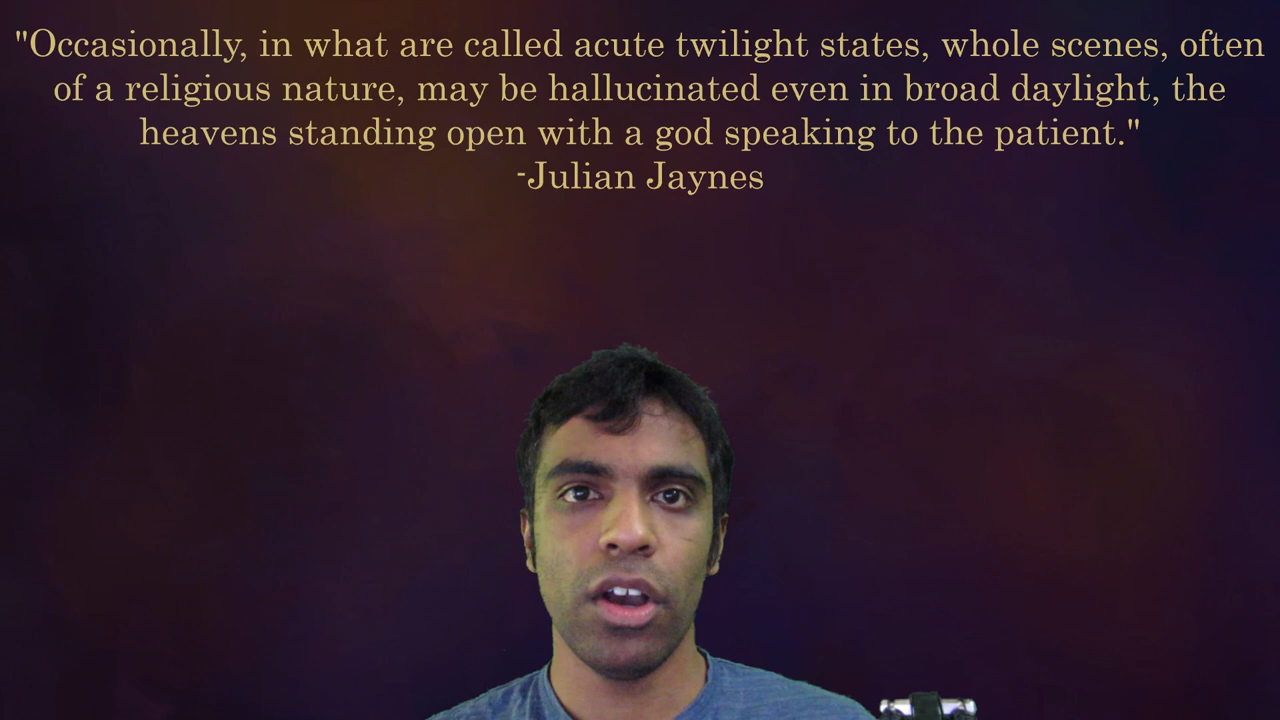 "Occasionally, in what are called acute twilight states, whole scenes, often
of a religious nature, may be hallucinated even in broad daylight, the
heavens standing open with a god speaking to the patient."
-Julian Jaynes